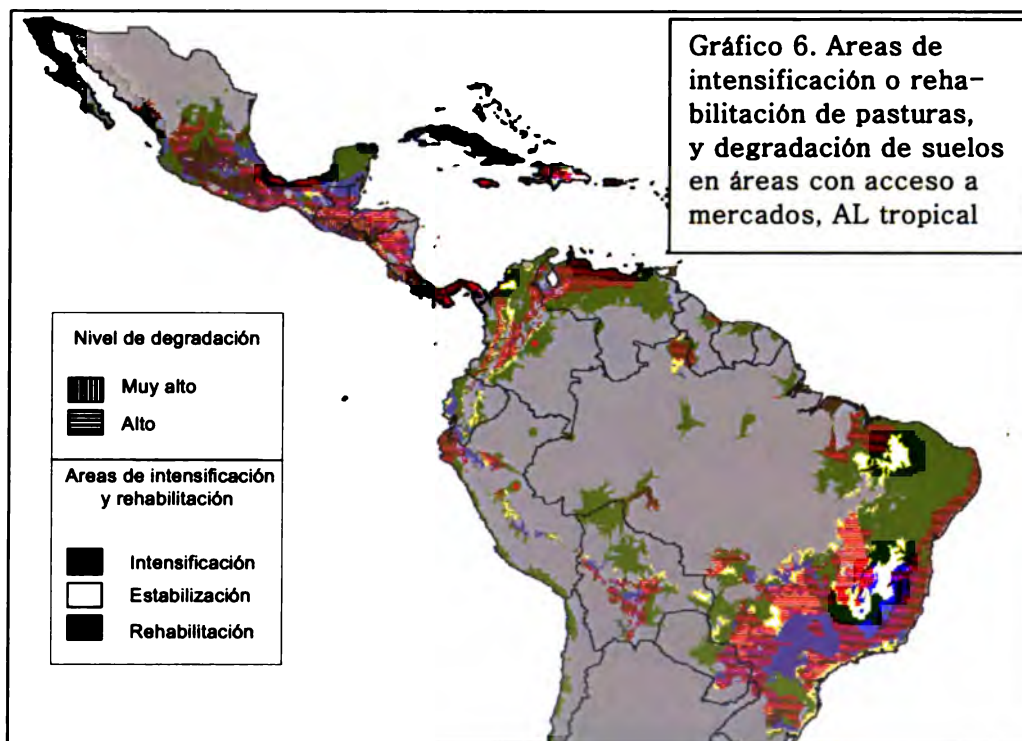 Gráfico 6. Areas de
intensificación o reha-
bilitación de pasturas,
y degradación de suelos
en áreas con acceso a
mercados, AL tropical
Nivel de degradación
Muy alto
Alto
Areas de intensificación
y rehabilitación
Intensificación
Estabilización
Rehabilitación